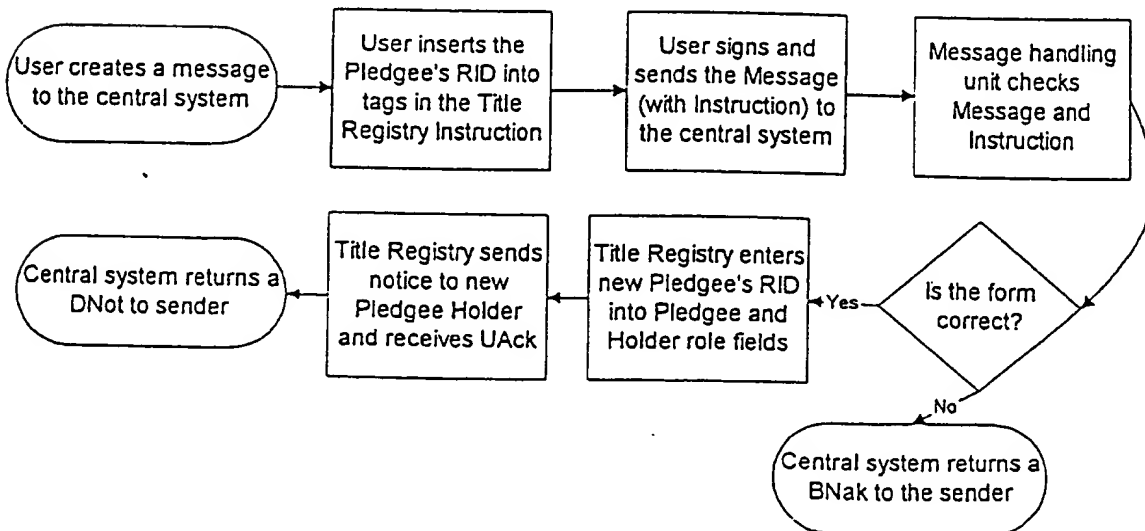 User creates a message
to the central system
User inserts the
Pledgee's RID into
tags in the Title
Registry Instruction
User signs and
sends the Message
(with Instruction) to
the central system
Message handling
unit checks
Message and
Instruction
Is the form
correct?
Yes
Title Registry enters
new Pledgee's RID
into Pledgee and
Holder role fields
Title Registry sends
notice to new
Pledgee Holder
and receives UAck
Central system returns a
DNot to sender
No
Central system returns a
BNak to the sender